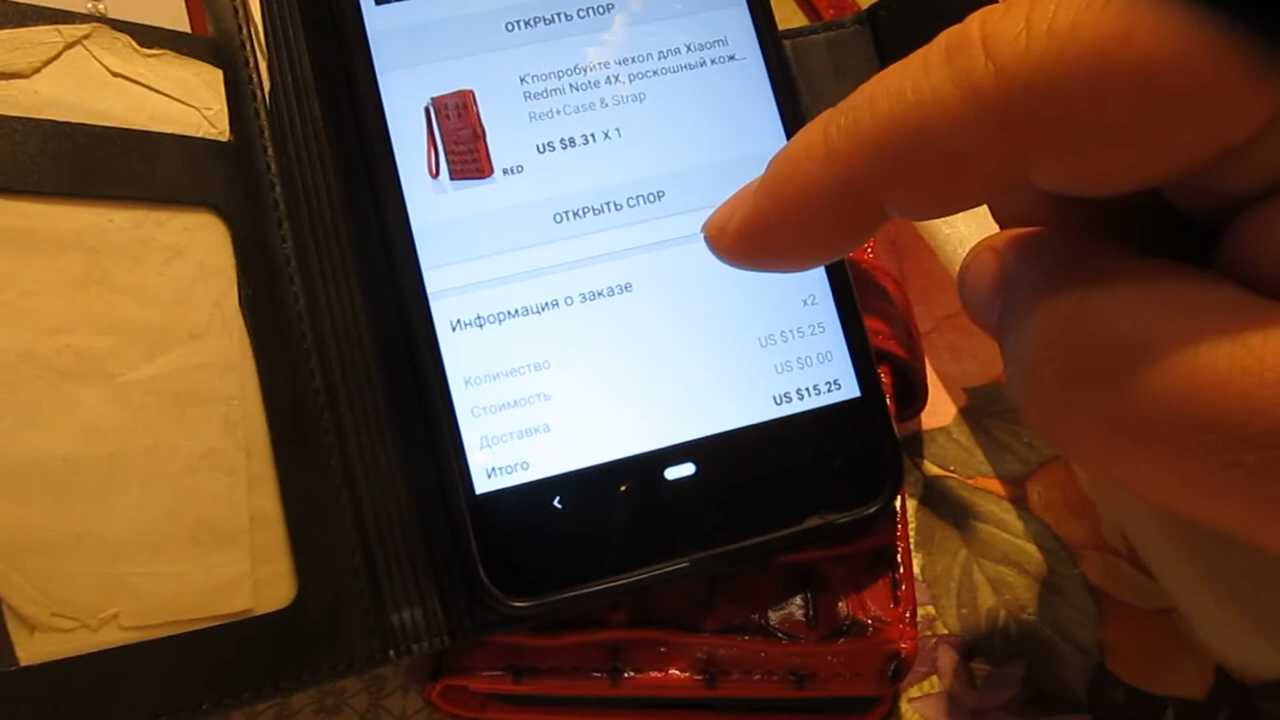 ОТКРЫТЬ СПОР
К'попробуйте чехол для Xiaomi
Redmi Note 4X, роскошный кож...
Red+Case & Strap
US $8.31 X 1
RED
ОТКРЫТЬ СПОР
Информация о заказе
Количество x2
Стоимость US $15.25
Доставка US $0.00
Итого US $15.25